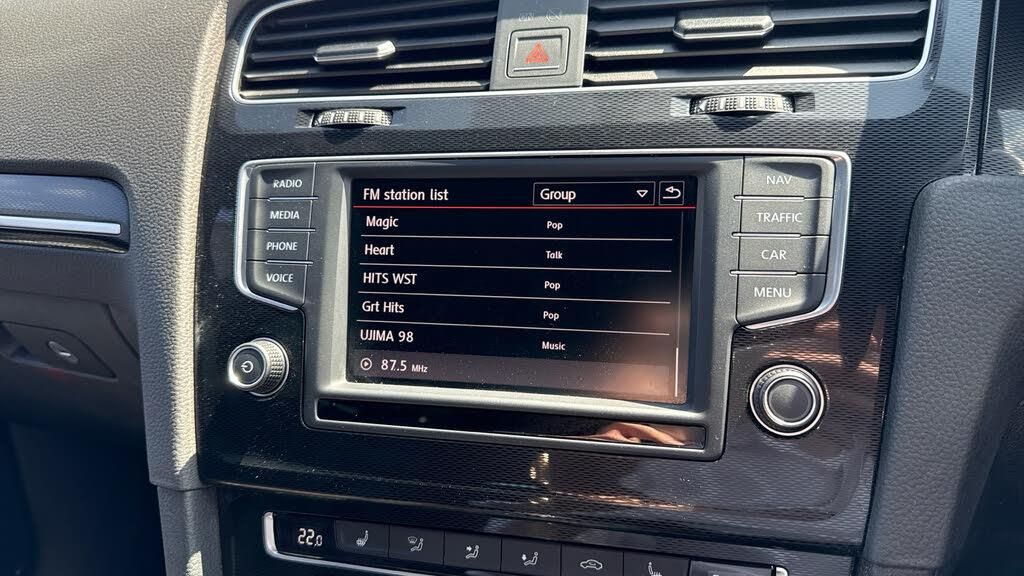 RADIO
MEDIA
PHONE
VOICE
FM station list Group
Magic Pop
Heart Talk
HITS WST Pop
Grt Hits Pop
UJIMA 98 Music
87.5 MHz
NAV
TRAFFIC
CAR
MENU
22.0